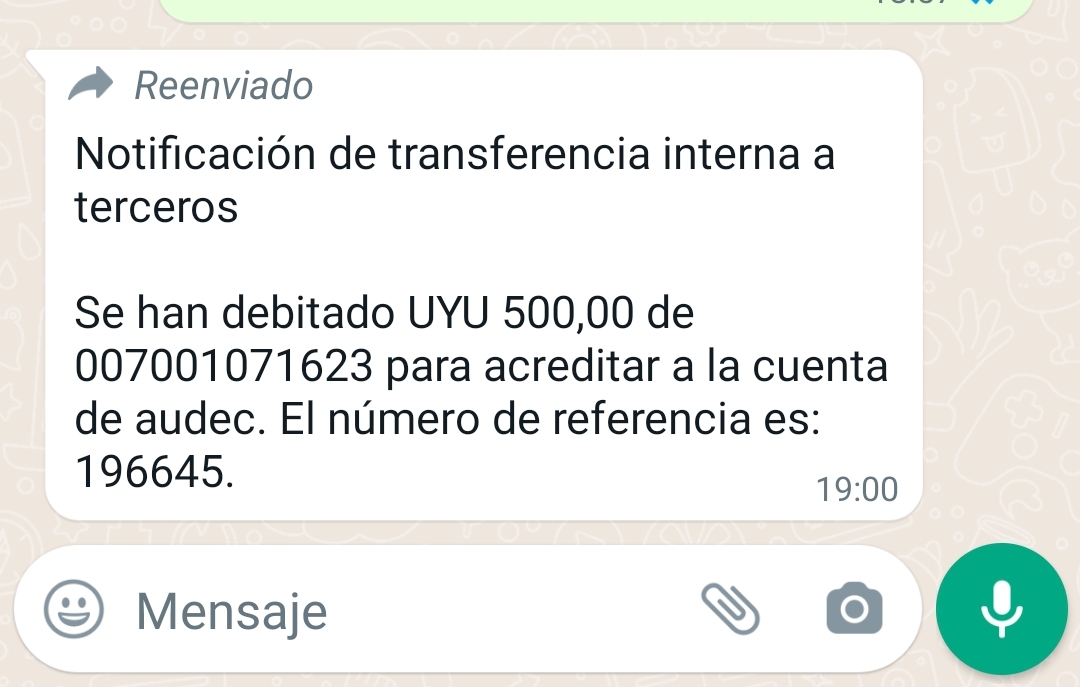 Reenviado
Notificación de transferencia interna a
terceros
Se han debitado UYU 500,00 de
007001071623 para acreditar a la cuenta
de audec. El número de referencia es:
196645.
19:00
Mensaje